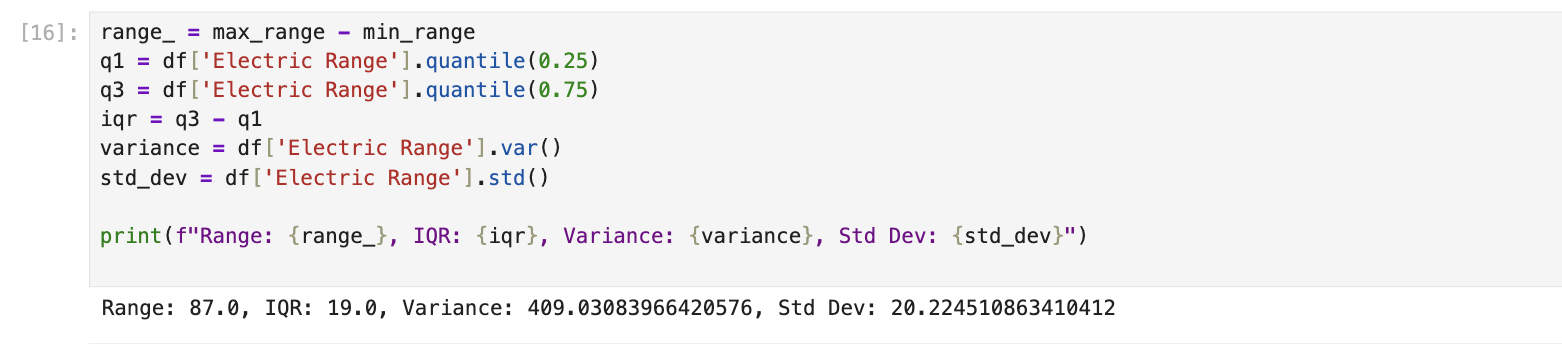 [16]:
range_ = max_range - min_range
q1 = df['Electric Range'].quantile(0.25)
q3 = df['Electric Range'].quantile(0.75)
iqr = q3 - q1
variance = df['Electric Range'].var()
std_dev = df['Electric Range'].std()
print(f"Range: {range_}, IQR: {iqr}, Variance: {variance}, Std Dev: {std_dev}")
Range: 87.0, IQR: 19.0, Variance: 409.03083966420576, Std Dev: 20.224510863410412